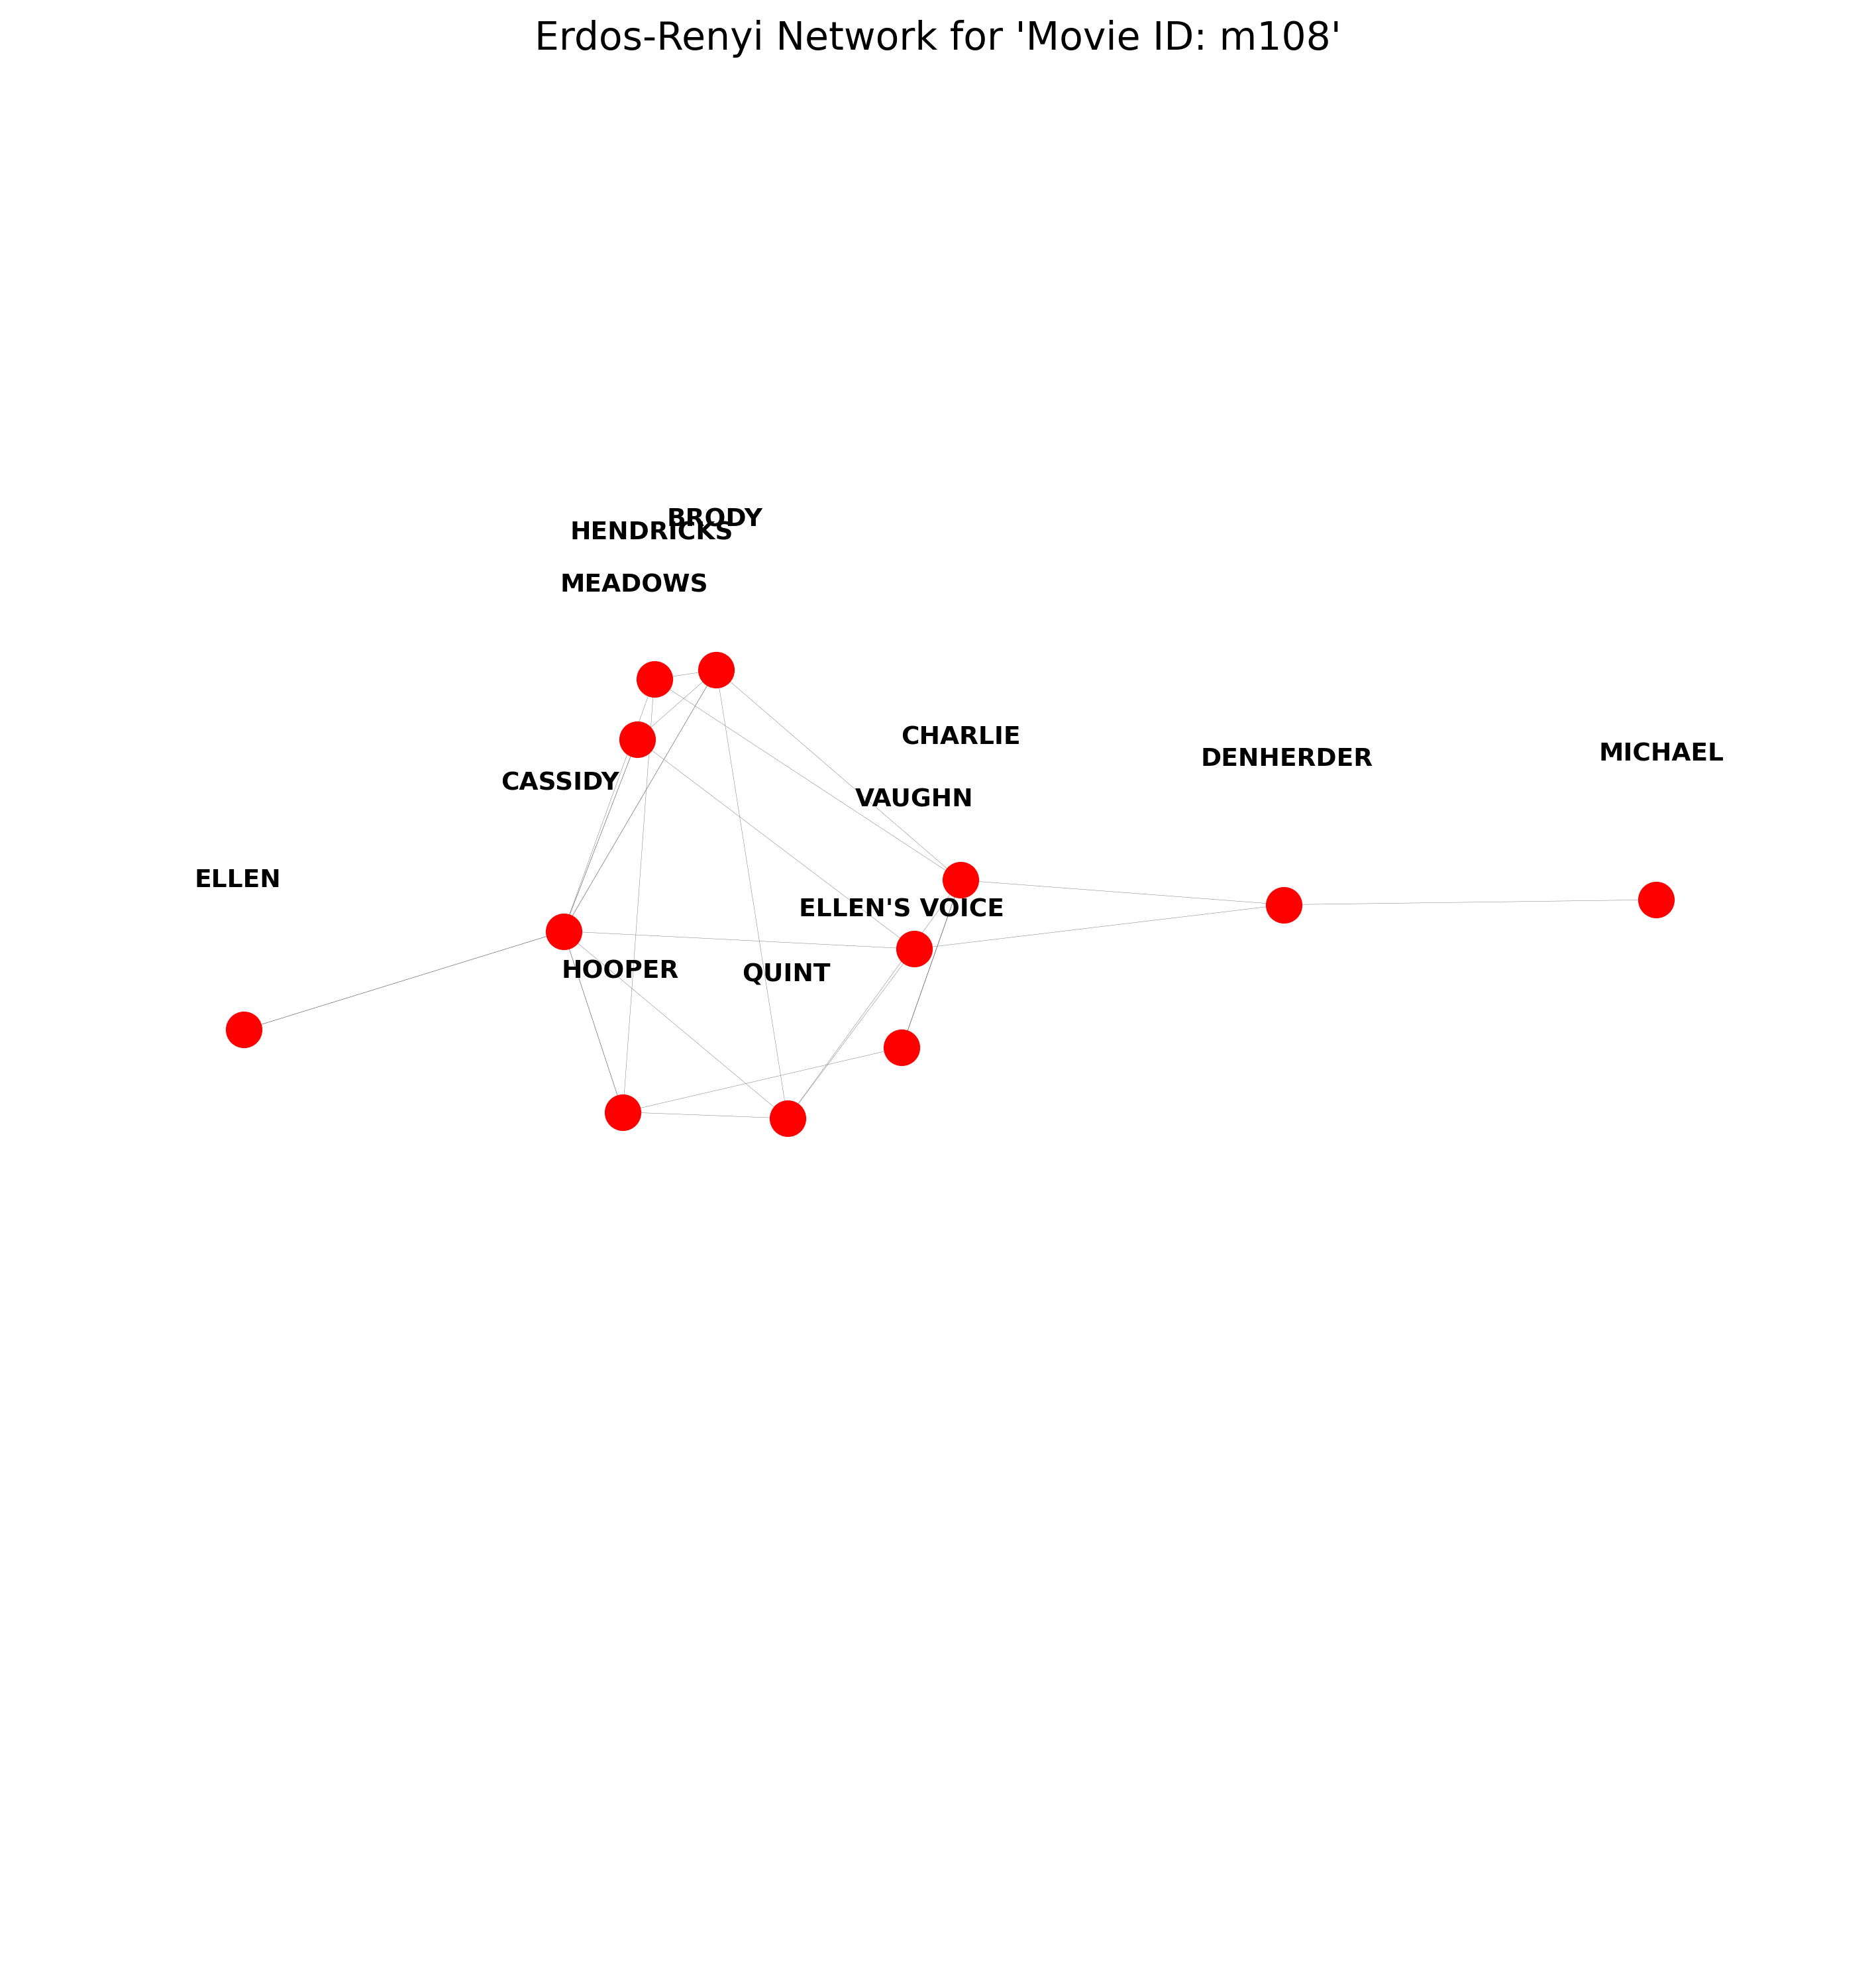 Erdos-Renyi Network for 'Movie ID: m108'
BRODY
HENDRICKS
MEADOWS
CHARLIE
MICHAEL
DENHERDER
CASSIDY
VAUGHN
ELLEN
ELLEN'S VOICE
HOOPER
QUINT